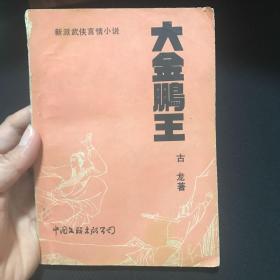 新派武侠言情小说
大金鹏王
古龙著
中国文联出版公司